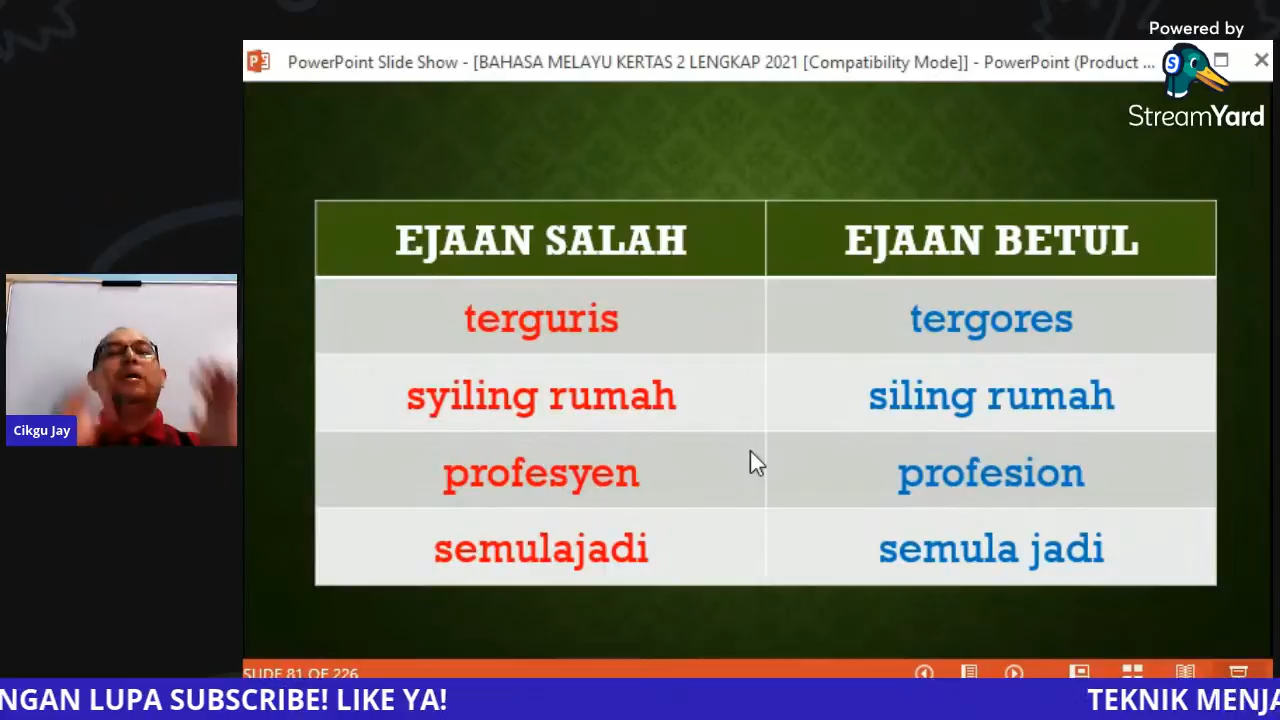 Powered by
PowerPoint Slide Show - [BAHASA MELAYU KERTAS 2 LENGKAP 2021 [Compatibility Mode]] - PowerPoint (Product ...
StreamYard
EJAAN SALAH EJAAN BETUL
terguris tergores
syiling rumah siling rumah
profesyen profesion
semulajadi semula jadi
Cikgu Jay
SLIDE 81 OF 226
NGAN LUPA SUBSCRIBE! LIKE YA! TEKNIK MENJA